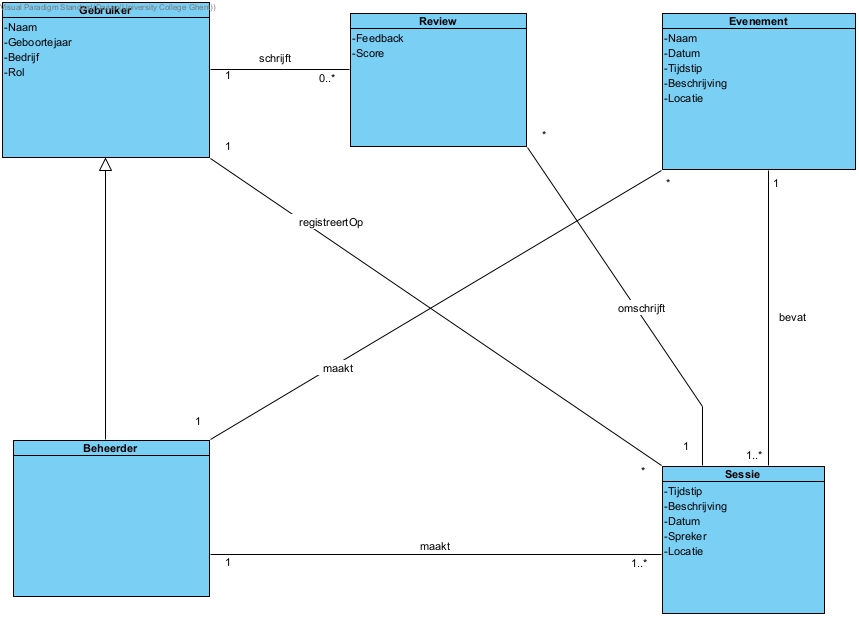 Visual Paradigm Standard
University College Ghent))
Gebruiker
-Naam
-Geboortejaar
-Bedrijf
-Rol
Review
-Feedback
-Score
Evenement
-Naam
-Datum
-Tijdstip
-Beschrijving
-Locatie
schrijft
1
0..*
1
*
*
1
registreertOp
omschrijft
bevat
maakt
1
1
*
1..*
Beheerder
Sessie
-Tijdstip
-Beschrijving
-Datum
-Spreker
-Locatie
maakt
1
1..*